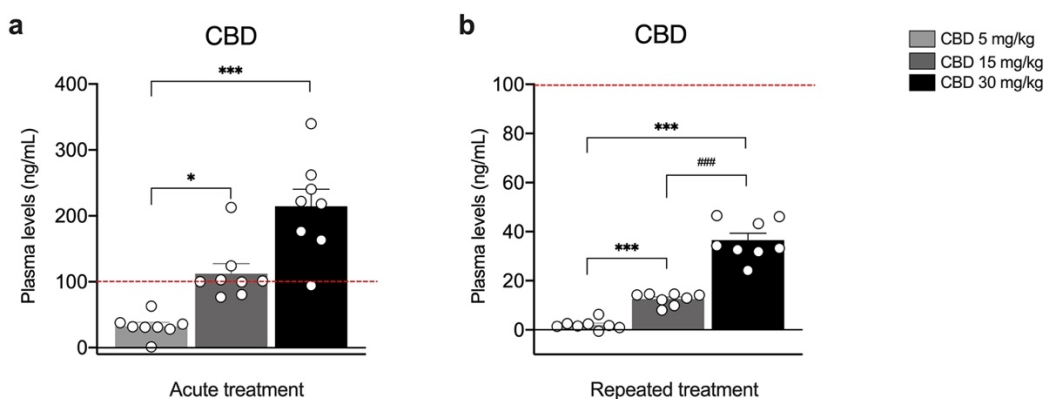 a
CBD
***
*
400
300
200
100
0
Plasma levels (ng/mL)
Acute treatment
b
CBD
***
###
***
100
80
60
40
20
0
Plasma levels (ng/mL)
Repeated treatment
CBD 5 mg/kg
CBD 15 mg/kg
CBD 30 mg/kg